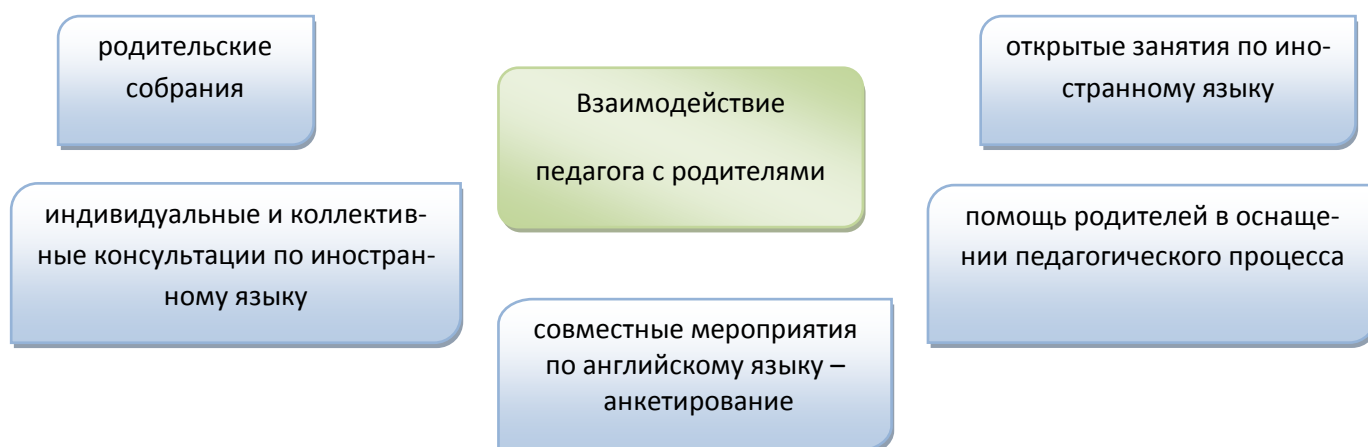 родительские
собрания
Взаимодействие
педагога с родителями
открытые занятия по ино-
странному языку
индивидуальные и коллектив-
ные консультации по иностран-
ному языку
помощь родителей в оснаще-
нии педагогического процесса
совместные мероприятия
по английскому языку –
анкетирование